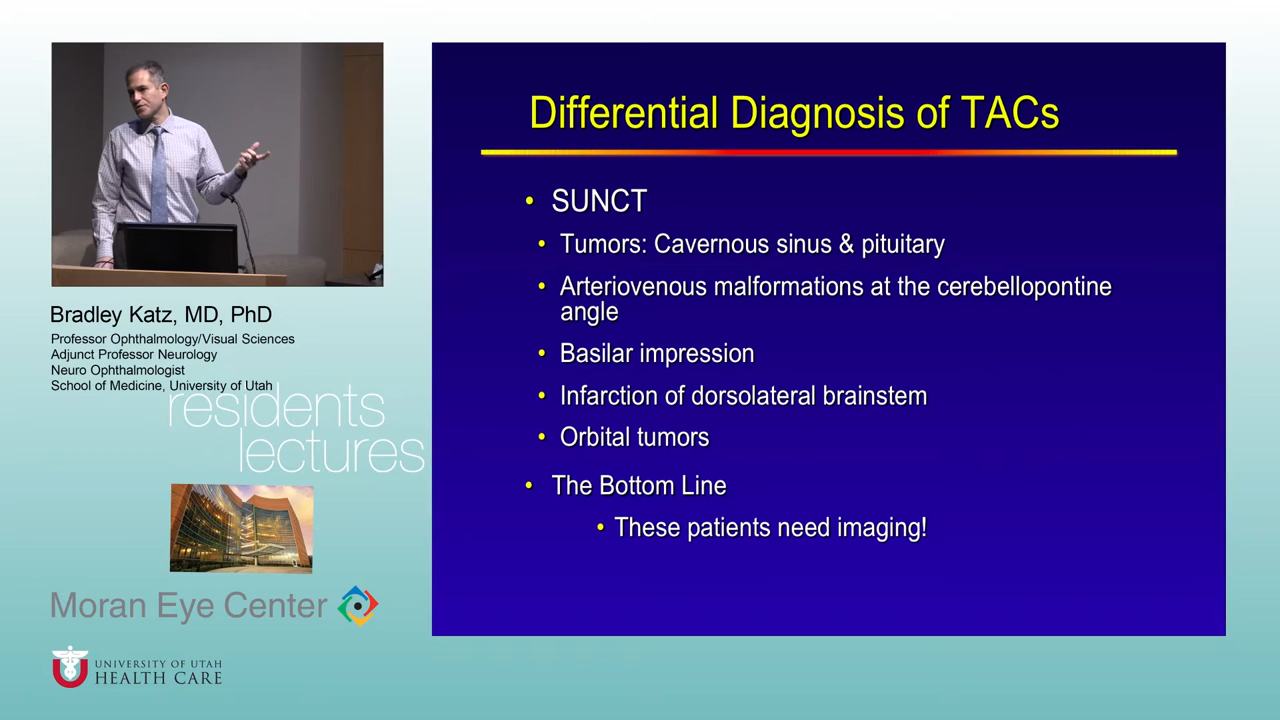 Differential Diagnosis of TACs
• SUNCT
• Tumors: Cavernous sinus & pituitary
• Arteriovenous malformations at the cerebellopontine
angle
• Basilar impression
• Infarction of dorsolateral brainstem
• Orbital tumors
• The Bottom Line
• These patients need imaging!
Bradley Katz, MD, PhD
Professor Ophthalmology/Visual Sciences
Adjunct Professor Neurology
Neuro Ophthalmologist
School of Medicine, University of Utah
residents
lectures
Moran Eye Center
UNIVERSITY OF UTAH
HEALTH CARE